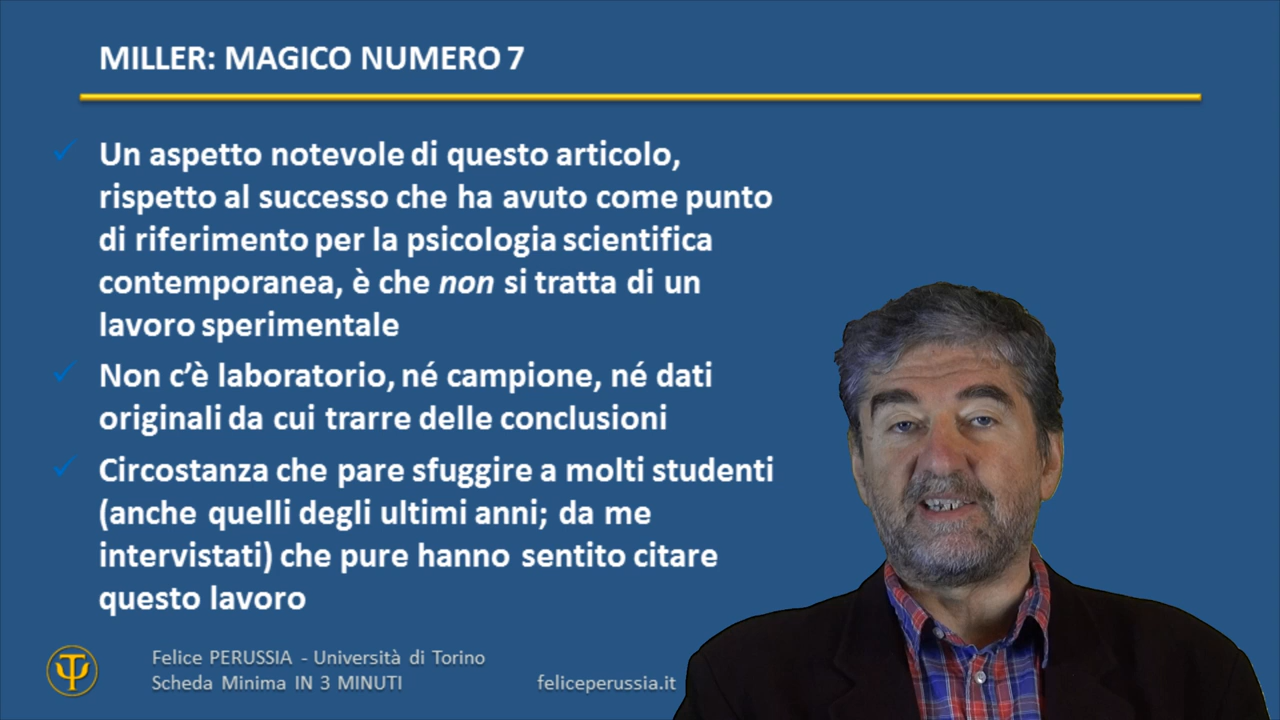 MILLER: MAGICO NUMERO 7
Un aspetto notevole di questo articolo,
rispetto al successo che ha avuto come punto
di riferimento per la psicologia scientifica
contemporanea, è che non si tratta di un
lavoro sperimentale
Non c’è laboratorio, né campione, né dati
originali da cui trarre delle conclusioni
Circostanza che pare sfuggire a molti studenti
(anche quelli degli ultimi anni; da me
intervistati) che pure hanno sentito citare
questo lavoro
Felice PERUSSIA - Università di Torino
Scheda Minima IN 3 MINUTI
feliceperussia.it